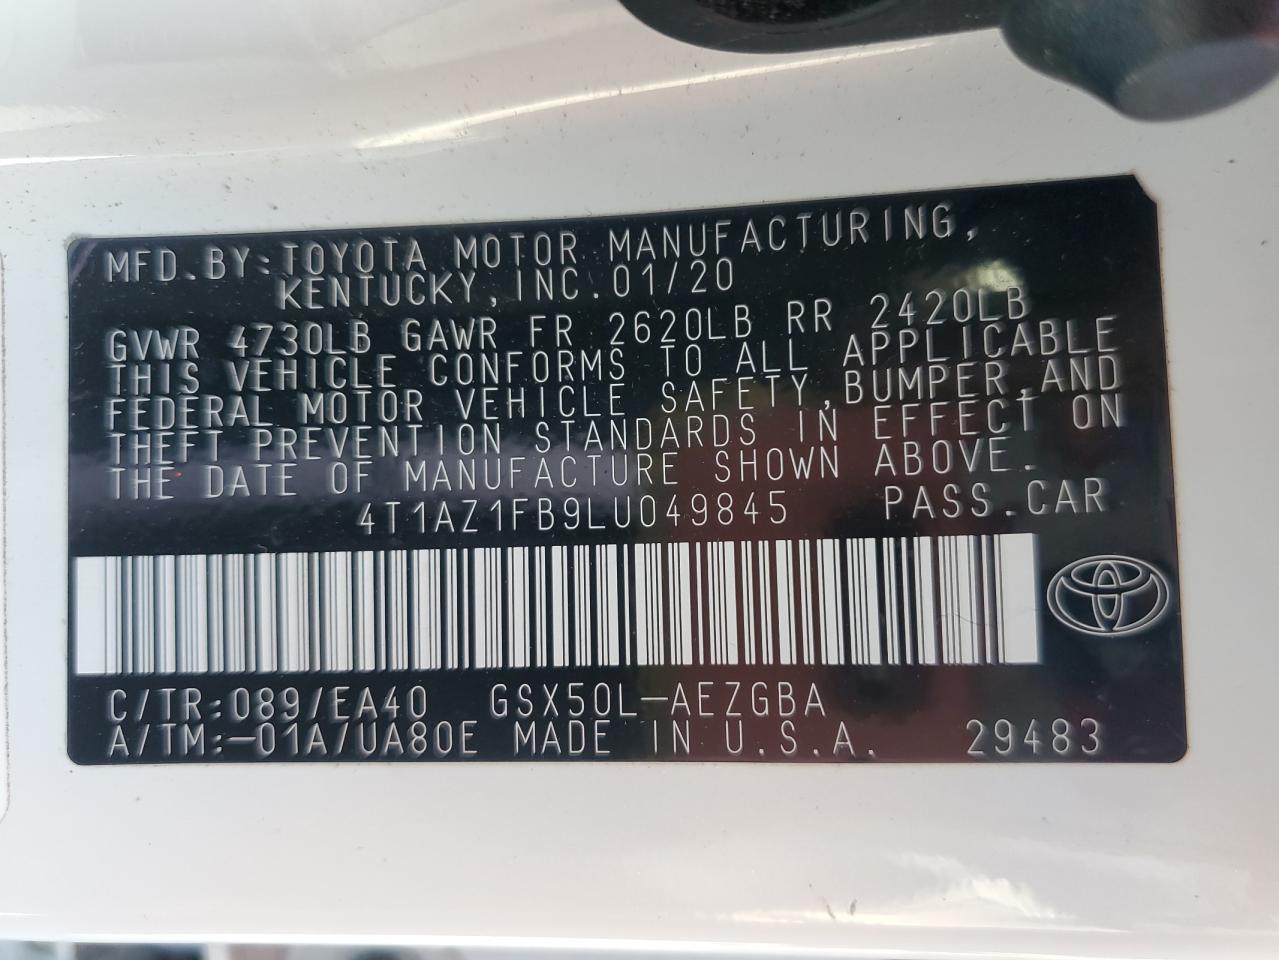 MFD.BY:TOYOTA MOTOR MANUFACTURING,
KENTUCKY,INC.01/20
GVWR 4730LB GAWR FR 2620LB RR 2420LB
THIS VEHICLE CONFORMS TO ALL APPLICABLE
FEDERAL MOTOR VEHICLE SAFETY,BUMPER,AND
THEFT PREVENTION STANDARDS IN EFFECT ON
THE DATE OF MANUFACTURE SHOWN ABOVE.
4T1AZ1FB9LU049845 PASS.CAR
C/TR:089/EA40 GSX50L-AEZGBA
A/TM:-01A/UA80E MADE IN U.S.A. 29483